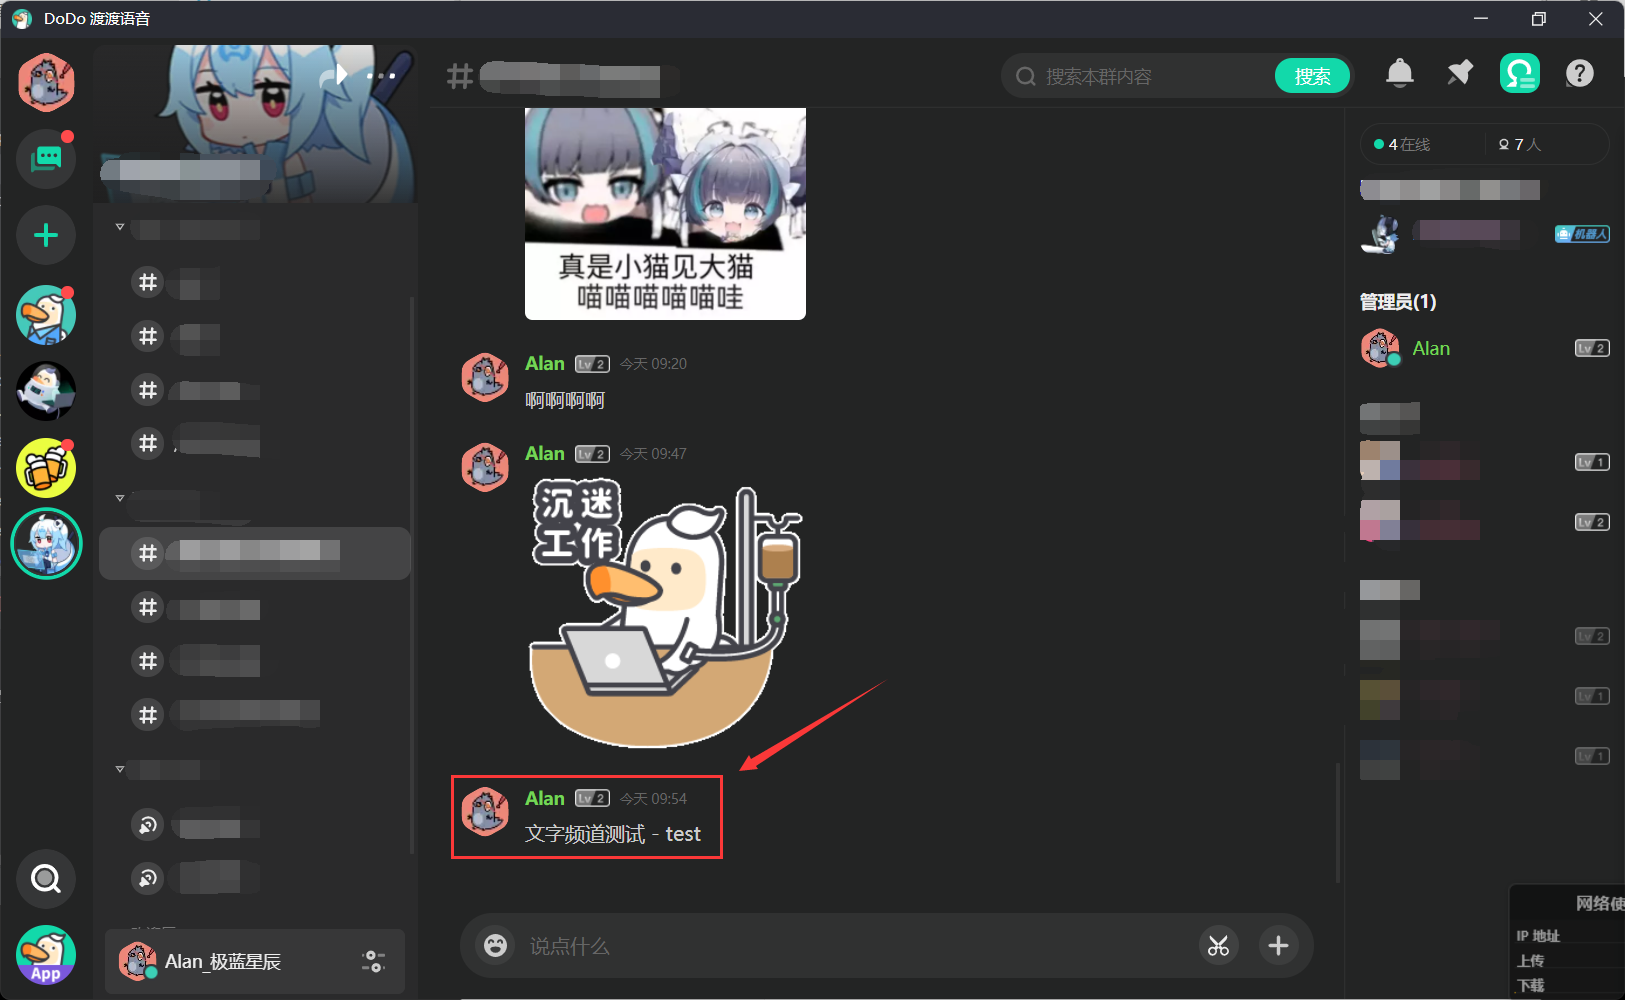 DoDo 渡渡语音
App
Alan_极蓝星辰
搜索本群内容
搜索
真是小猫见大猫
喵喵喵喵喵哇
Alan Lv 2 今天 09:20
啊啊啊啊
Alan Lv 2 今天 09:47
沉迷
工作
Alan Lv 2 今天 09:54
文字频道测试 - test
说点什么
4 在线
7 人
机器人
管理员(1)
Alan
Lv 2
Lv 1
Lv 2
Lv 2
Lv 1
Lv 1
网络使
IP 地址
上传
下载